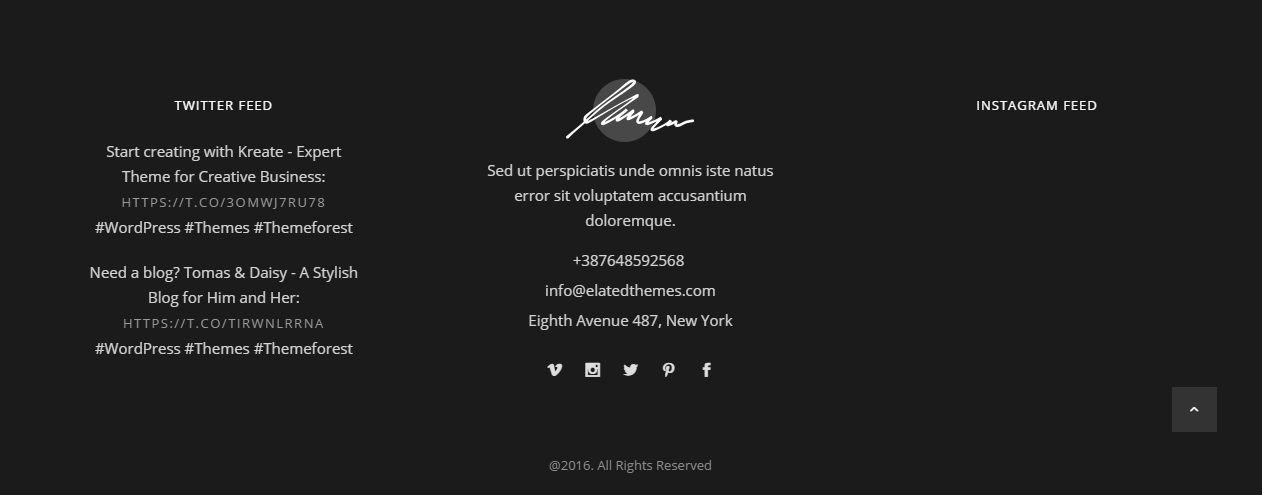 TWITTER FEED
Start creating with Kreate - Expert
Theme for Creative Business:
HTTPS://T.CO/3OMWJ7RU78
#WordPress #Themes #Themeforest
Need a blog? Tomas & Daisy - A Stylish
Blog for Him and Her:
HTTPS://T.CO/TIRWNLRRNA
#WordPress #Themes #Themeforest
Sed ut perspiciatis unde omnis iste natus
error sit voluptatem accusantium
doloremque.
+387648592568
info@elatedthemes.com
Eighth Avenue 487, New York
INSTAGRAM FEED
@2016. All Rights Reserved